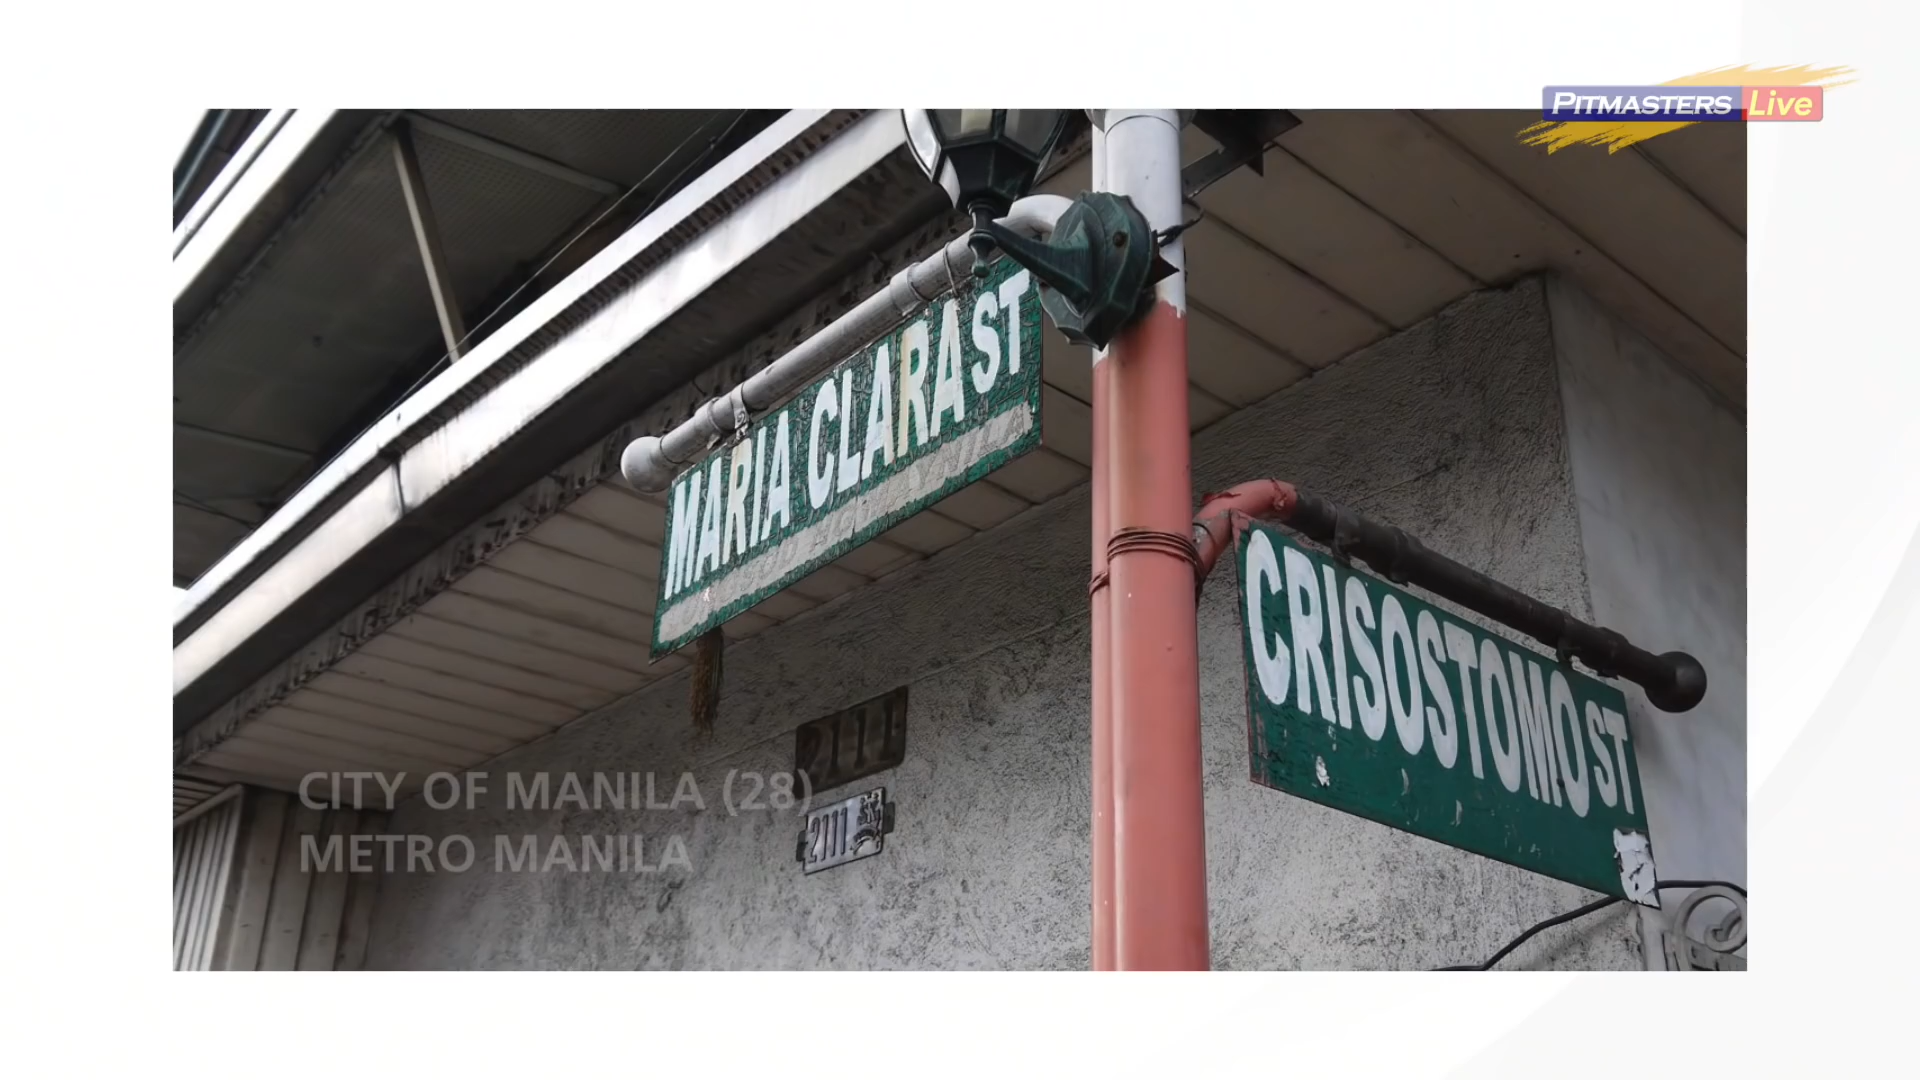 PITMASTERS Live
MARIA CLARA ST
CRISOSTOMO ST
2111
2111
CITY OF MANILA (28)
METRO MANILA